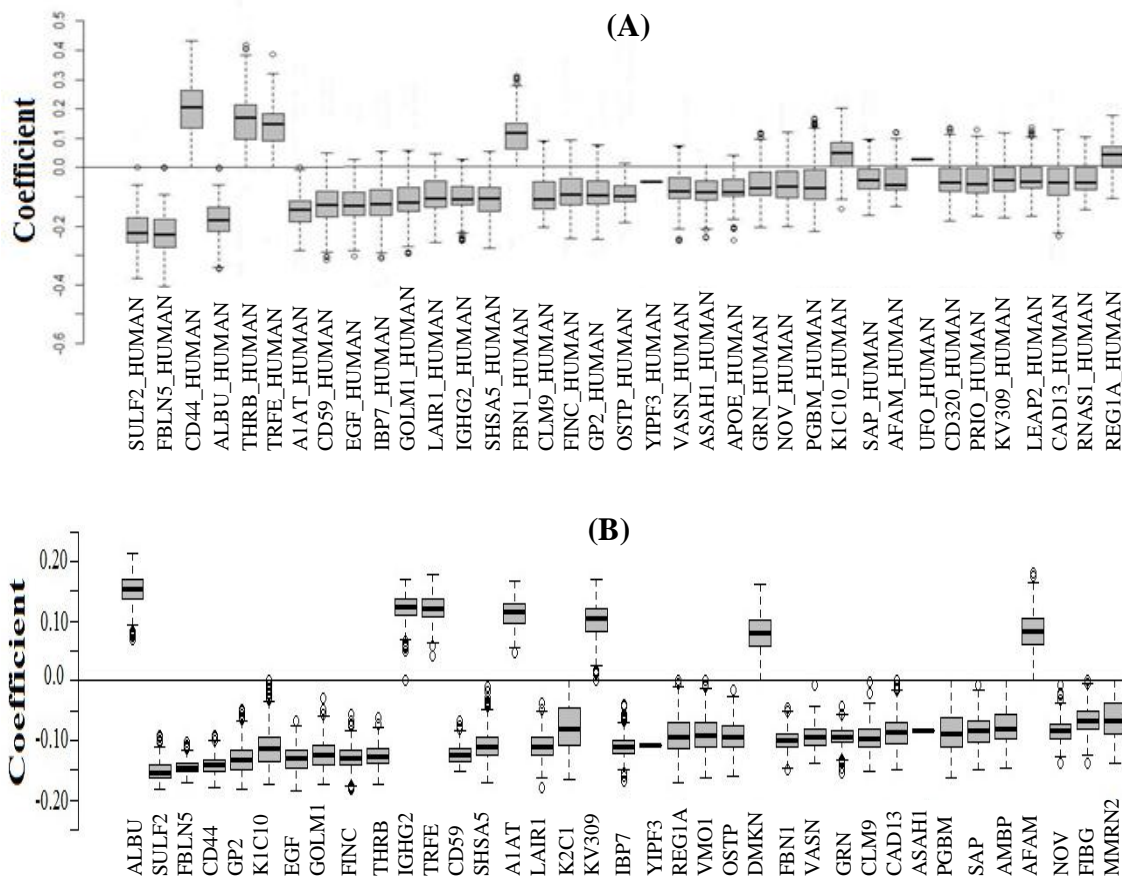 (A)
Coefficient
0.5
0.4
0.3
0.2
0.1
0.0
-0.2
-0.4
-0.6
SULF2_HUMAN
FBLN5_HUMAN
CD44_HUMAN
ALBU_HUMAN
THRB_HUMAN
TRFE_HUMAN
A1AT_HUMAN
CD59_HUMAN
EGF_HUMAN
IBP7_HUMAN
GOLM1_HUMAN
LAIR1_HUMAN
IGHG2_HUMAN
SHSA5_HUMAN
FBN1_HUMAN
CLM9_HUMAN
FINC_HUMAN
GP2_HUMAN
OSTP_HUMAN
YIPF3_HUMAN
VASN_HUMAN
ASAH1_HUMAN
APOE_HUMAN
GRN_HUMAN
NOV_HUMAN
PGBM_HUMAN
K1C10_HUMAN
SAP_HUMAN
AFAM_HUMAN
UFO_HUMAN
CD320_HUMAN
PRIO_HUMAN
KV309_HUMAN
LEAP2_HUMAN
CAD13_HUMAN
RNAS1_HUMAN
REG1A_HUMAN
(B)
Coefficient
0.20
0.10
0.0
-0.10
-0.20
ALBU
SULF2
FBLN5
CD44
GP2
K1C10
EGF
GOLM1
FINC
THRB
IGHG2
TRFE
CD59
SHSA5
A1AT
LAIR1
K2C1
KV309
IBP7
YIPF3
REG1A
VMO1
OSTP
DMKN
FBN1
VASN
GRN
CLM9
CAD13
ASAH1
PGBM
SAP
AMBP
AFAM
NOV
FIBG
MMRN2